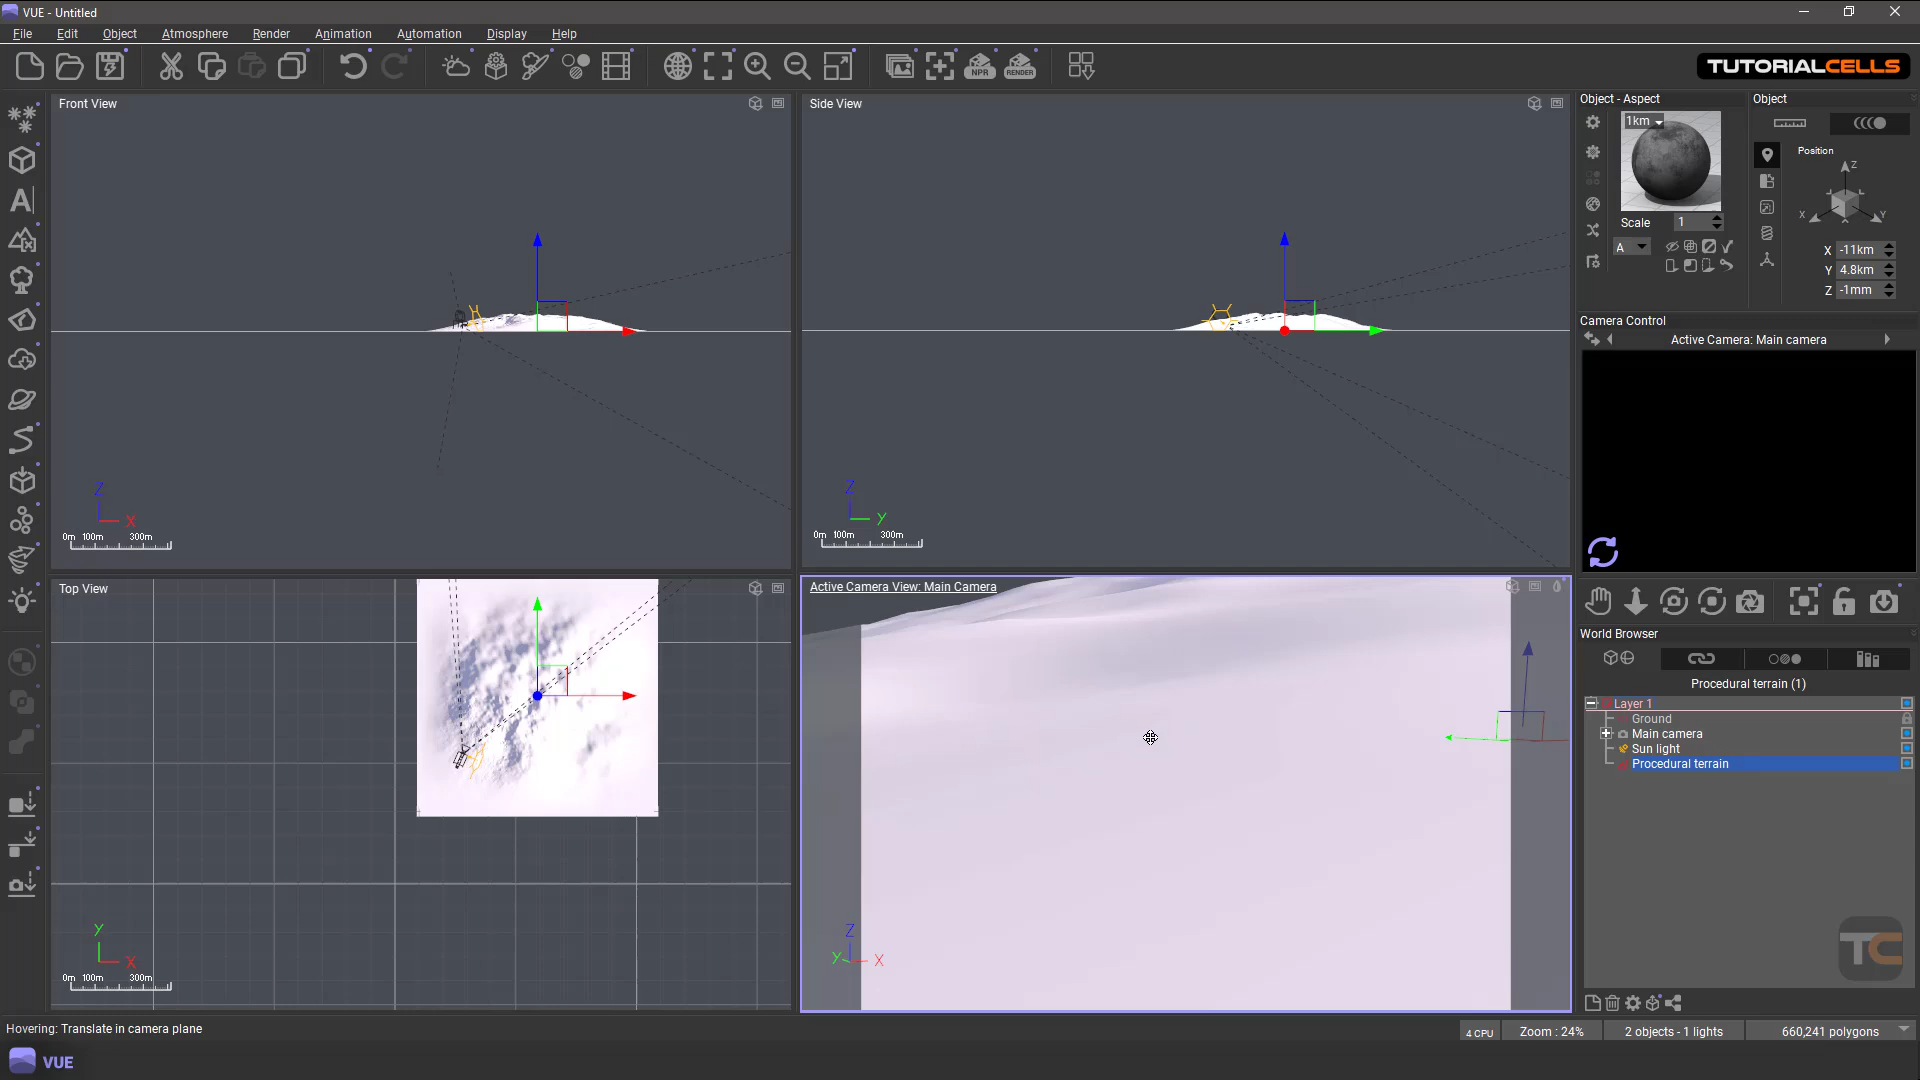 VUE - Untitled
File Edit Object Atmosphere Render Animation Automation Display Help
NPR RENDER
TUTORIALCELLS
Front View
Z
X
0m 100m 300m
Side View
Z
Y
0m 100m 300m
Top View
Y
X
0m 100m 300m
Active Camera View: Main Camera
Z
Y X
Object - Aspect
1km
Scale 1
A
Object
Position
Z
X Y
X -11km
Y 4.8km
Z -1mm
Camera Control
Active Camera: Main camera
World Browser
Procedural terrain (1)
Layer 1
Ground
Main camera
Sun light
Procedural terrain
TC
Hovering: Translate in camera plane
4 CPU
Zoom : 24%
2 objects - 1 lights
660,241 polygons
VUE